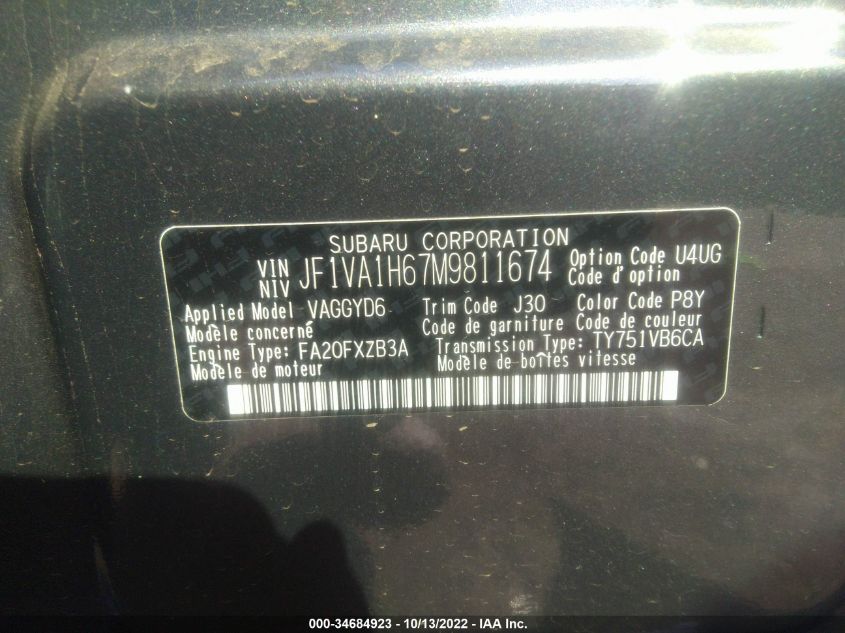 SUBARU CORPORATION
VIN NIV JF1VA1H67M9811674 Option Code U4UG
Code d'option
Applied Model VAGGYD6 Trim Code J30 Color Code P8Y
Modèle concerné Code de garniture Code de couleur
Engine Type: FA20FXZB3A Transmission Type: TY751VB6CA
Modèle de moteur Modèle de boîtes vitesse
000-34684923 - 10/13/2022 - IAA Inc.